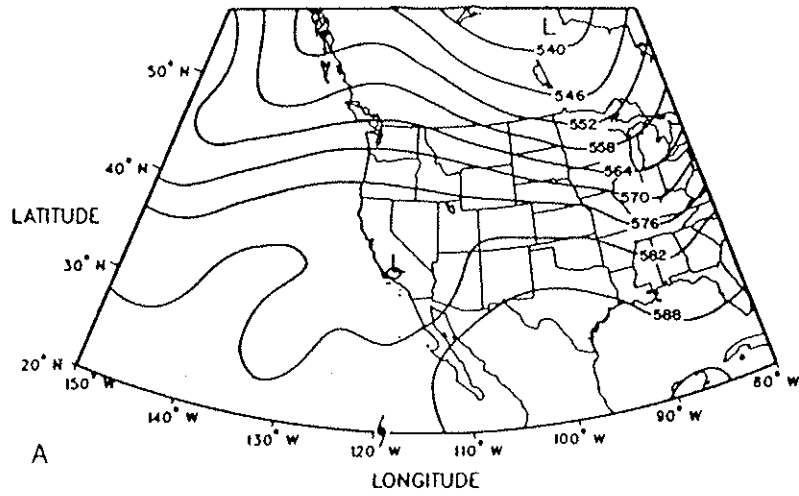 L
540
50° N
546
552
558
40° N
564
570
LATITUDE
576
582
30° N
L
588
20° N
150° W
80° W
140° W
90° W
130° W
120° W
110° W
100° W
A
LONGITUDE